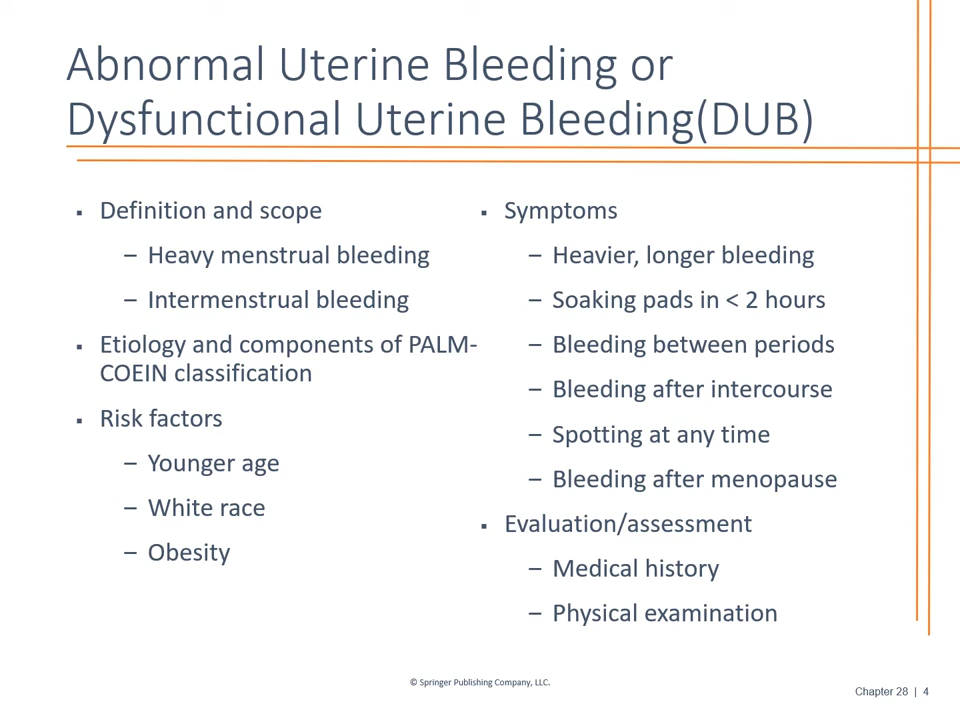 Abnormal Uterine Bleeding or
Dysfunctional Uterine Bleeding(DUB)
▪ Definition and scope
– Heavy menstrual bleeding
– Intermenstrual bleeding
▪ Etiology and components of PALM-
COEIN classification
▪ Risk factors
– Younger age
– White race
– Obesity
▪ Symptoms
– Heavier, longer bleeding
– Soaking pads in < 2 hours
– Bleeding between periods
– Bleeding after intercourse
– Spotting at any time
– Bleeding after menopause
▪ Evaluation/assessment
– Medical history
– Physical examination
© Springer Publishing Company, LLC.
Chapter 28 | 4